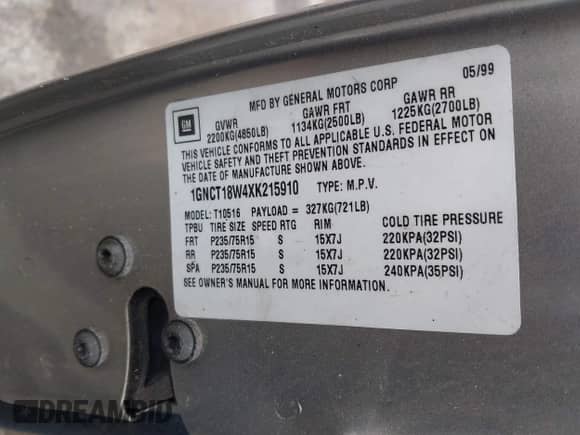 MFD BY GENERAL MOTORS CORP 05/99
GM
GVWR GAWR FRT GAWR RR
2200KG(4850LB) 1134KG(2500LB) 1225KG(2700LB)
THIS VEHICLE CONFORMS TO ALL APPLICABLE U.S. FEDERAL MOTOR
VEHICLE SAFETY AND THEFT PREVENTION STANDARDS IN EFFECT ON
THE DATE OF MANUFACTURE SHOWN ABOVE.
1GNCT18W4XK215910 TYPE: M.P.V.
MODEL: T10516 PAYLOAD = 327KG(721LB)
TPBU TIRE SIZE SPEED RTG RIM COLD TIRE PRESSURE
FRT P235/75R15 S 15X7J 220KPA(32PSI)
RR P235/75R15 S 15X7J 220KPA(32PSI)
SPA P235/75R15 S 15X7J 240KPA(35PSI)
SEE OWNER'S MANUAL FOR MORE INFORMATION.
DREAMBID